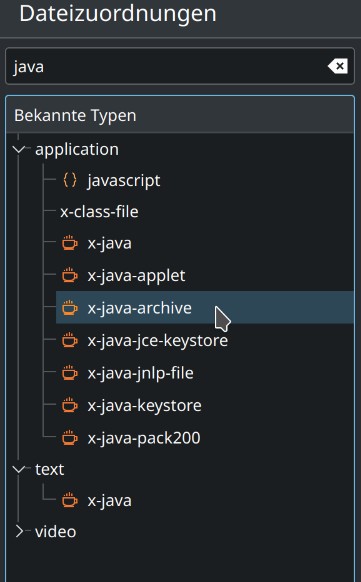 Dateizuordnungen
java
Bekannte Typen
application
javascript
x-class-file
x-java
x-java-applet
x-java-archive
x-java-jce-keystore
x-java-jnlp-file
x-java-keystore
x-java-pack200
text
x-java
video